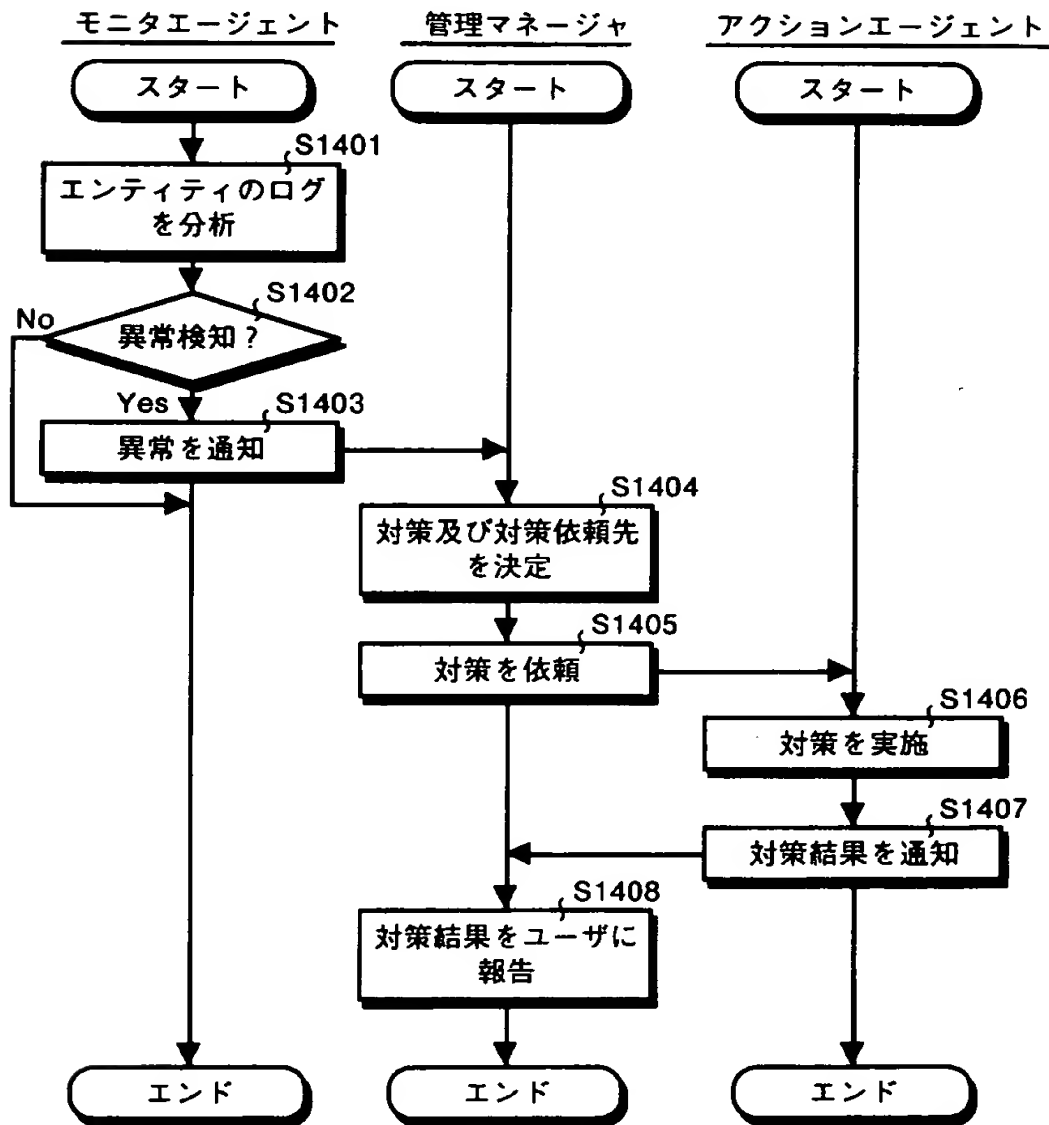 モニタエージェント
管理マネージャ
アクションエージェント
スタート
スタート
スタート
S1401
エンティティのログ
を分析
S1402
No
異常検知?
Yes
S1403
異常を通知
S1404
対策及び対策依頼先
を決定
S1405
対策を依頼
S1406
対策を実施
S1407
対策結果を通知
S1408
対策結果をユーザに
報告
エンド
エンド
エンド